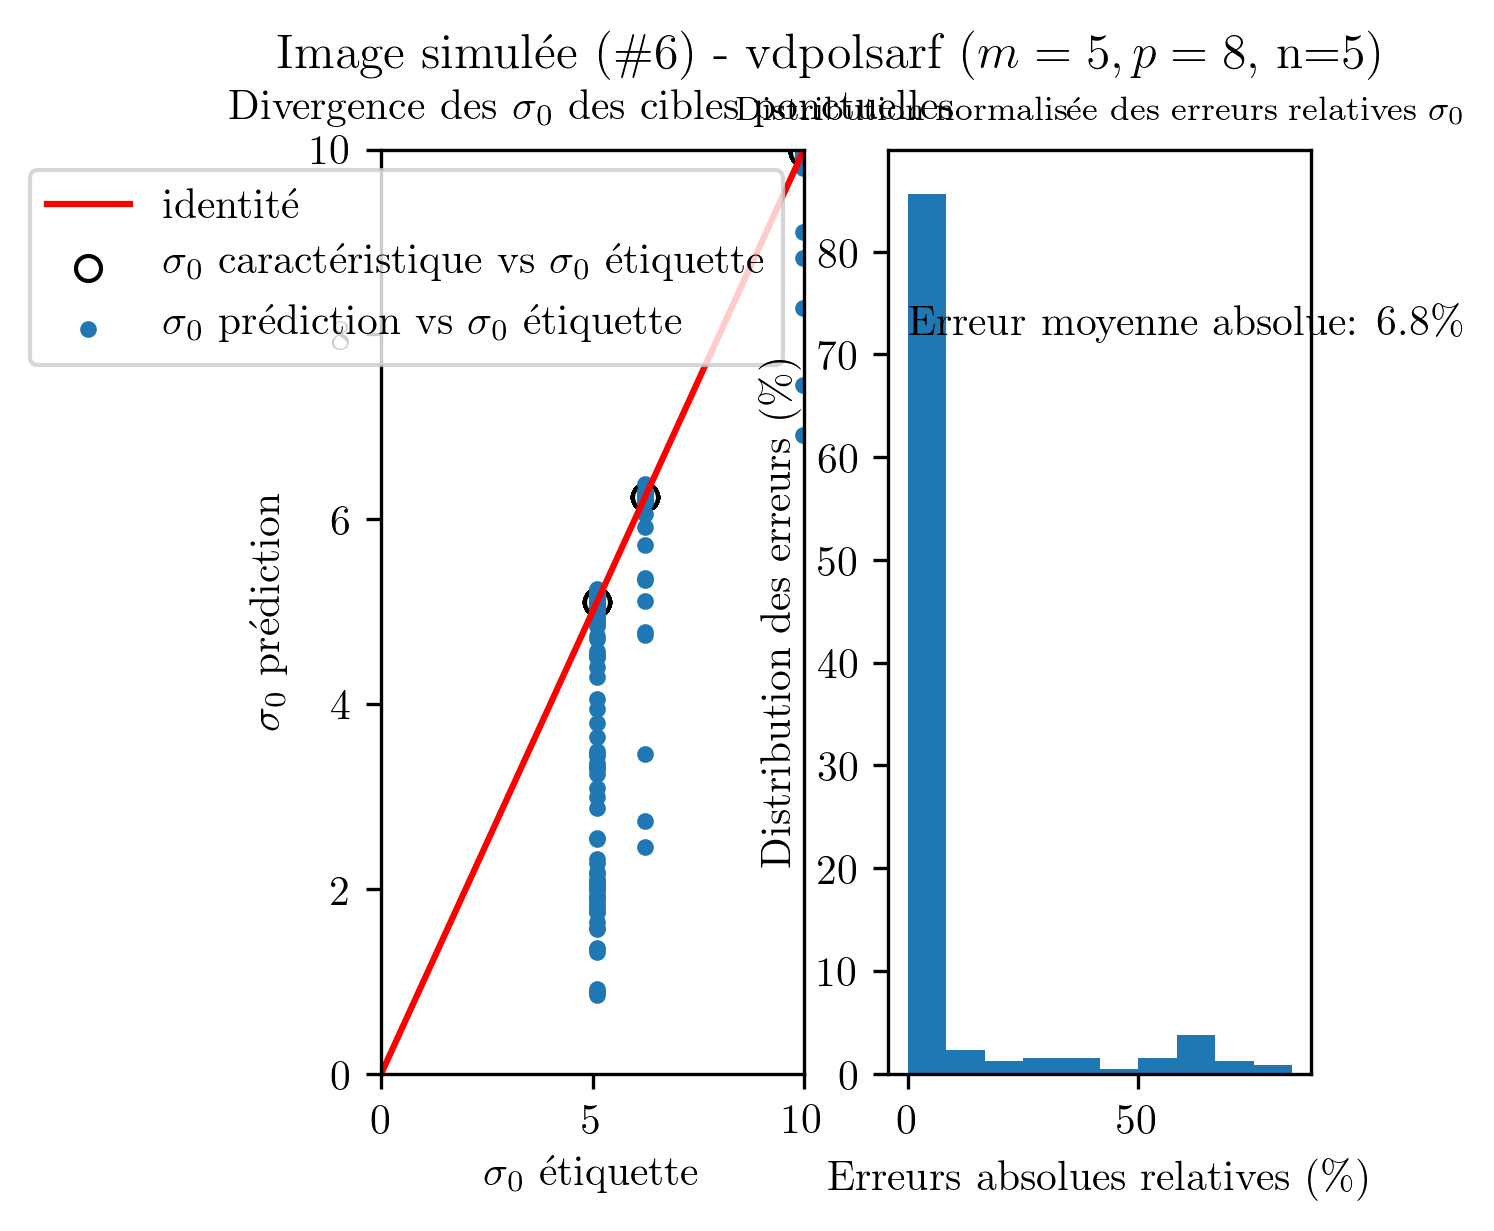 Image simulée (#6) - vdpolsarf (m = 5, p = 8, n=5)
Divergence des σ0 des cibles ponctuelles
Distribution normalisée des erreurs relatives σ0
identité
σ0 caractéristique vs σ0 étiquette
σ0 prédiction vs σ0 étiquette
10
8
6
4
2
0
σ0 prédiction
0 5 10
σ0 étiquette
Erreur moyenne absolue: 6.8%
80
70
60
50
40
30
20
10
0
Distribution des erreurs (%)
0 50
Erreurs absolues relatives (%)